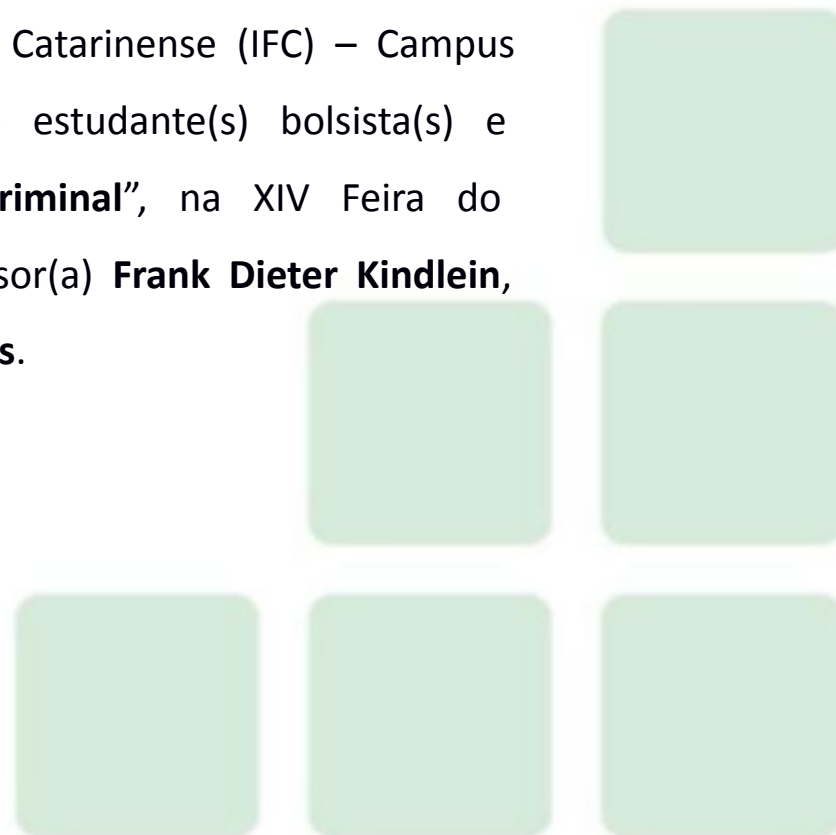 Catarinense (IFC) – Campus
estudante(s) bolsista(s) e
riminal”, na XIV Feira do
sor(a) Frank Dieter Kindlein,
s.